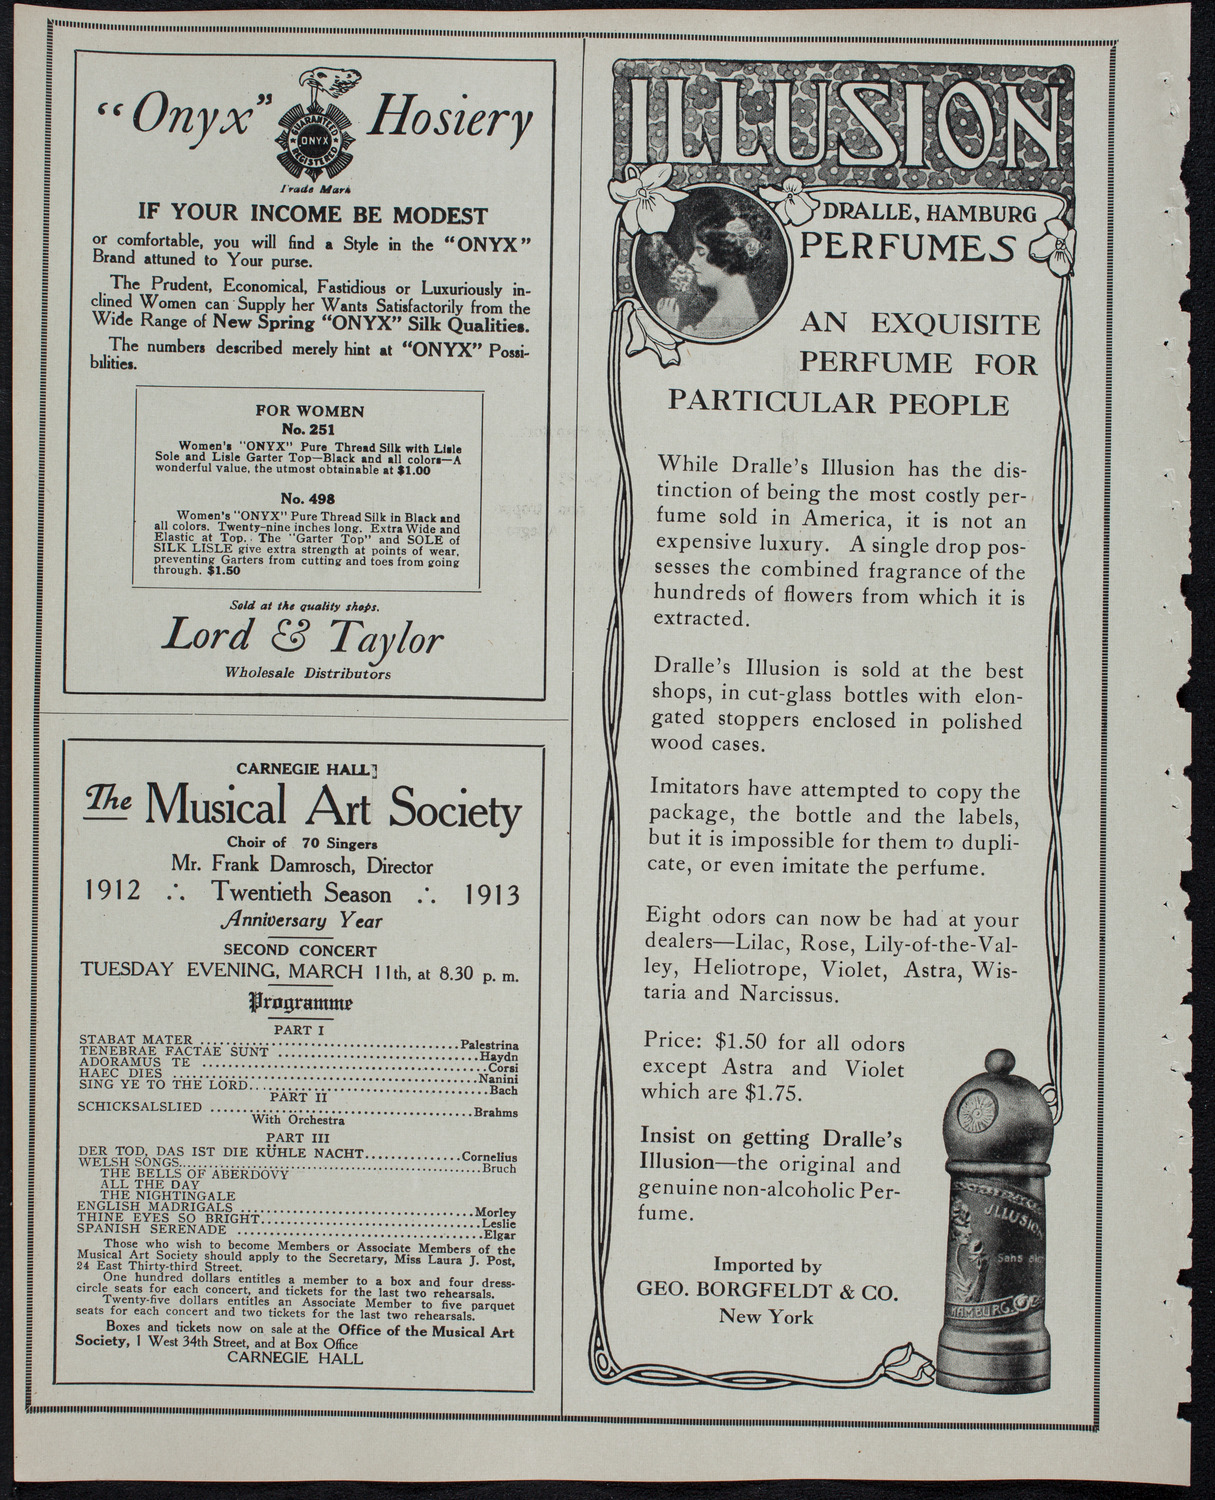 "Onyx" Hosiery
GUARANTEED
ONYX
REGISTERED
Trade Mark
IF YOUR INCOME BE MODEST
or comfortable, you will find a Style in the "ONYX"
Brand attuned to Your purse.
The Prudent, Economical, Fastidious or Luxuriously in-
clined Women can Supply her Wants Satisfactorily from the
Wide Range of New Spring "ONYX" Silk Qualities.
The numbers described merely hint at "ONYX" Possi-
bilities.
FOR WOMEN
No. 251
Women's "ONYX" Pure Thread Silk with Lisle
Sole and Lisle Garter Top—Black and all colors—A
wonderful value, the utmost obtainable at $1.00
No. 498
Women's "ONYX" Pure Thread Silk in Black and
all colors. Twenty-nine inches long. Extra Wide and
Elastic at Top. The "Garter Top" and SOLE of
SILK LISLE give extra strength at points of wear,
preventing Garters from cutting and toes from going
through. $1.50
Sold at the quality shops.
Lord & Taylor
Wholesale Distributors
CARNEGIE HALL]
The Musical Art Society
Choir of 70 Singers
Mr. Frank Damrosch, Director
1912 ∴ Twentieth Season ∴ 1913
Anniversary Year
SECOND CONCERT
TUESDAY EVENING, MARCH 11th, at 8.30 p. m.
Programme
PART I
STABAT MATER ........ Palestrina
TENEBRAE FACTAE SUNT ........ Haydn
ADORAMUS TE ........ Corsi
HAEC DIES ........ Nanini
SING YE TO THE LORD ........ Bach
PART II
SCHICKSALSLIED ........ Brahms
With Orchestra
PART III
DER TOD, DAS IST DIE KÜHLE NACHT ........ Cornelius
WELSH SONGS ........ Bruch
THE BELLS OF ABERDOVY
ALL THE DAY
THE NIGHTINGALE
ENGLISH MADRIGALS ........ Morley
THINE EYES SO BRIGHT ........ Leslie
SPANISH SERENADE ........ Elgar
Those who wish to become Members or Associate Members of the
Musical Art Society should apply to the Secretary, Miss Laura J. Post,
24 East Thirty-third Street.
One hundred dollars entitles a member to a box and four dress-
circle seats for each concert, and tickets for the last two rehearsals.
Twenty-five dollars entitles an Associate Member to five parquet
seats for each concert and two tickets for the last two rehearsals.
Boxes and tickets now on sale at the Office of the Musical Art
Society, 1 West 34th Street, and at Box Office
CARNEGIE HALL
ILLUSION
DRALLE, HAMBURG
PERFUMES
AN EXQUISITE
PERFUME FOR
PARTICULAR PEOPLE
While Dralle's Illusion has the dis-
tinction of being the most costly per-
fume sold in America, it is not an
expensive luxury. A single drop pos-
sesses the combined fragrance of the
hundreds of flowers from which it is
extracted.
Dralle's Illusion is sold at the best
shops, in cut-glass bottles with elon-
gated stoppers enclosed in polished
wood cases.
Imitators have attempted to copy the
package, the bottle and the labels,
but it is impossible for them to dupli-
cate, or even imitate the perfume.
Eight odors can now be had at your
dealers—Lilac, Rose, Lily-of-the-Val-
ley, Heliotrope, Violet, Astra, Wis-
taria and Narcissus.
Price: $1.50 for all odors
except Astra and Violet
which are $1.75.
Insist on getting Dralle's
Illusion—the original and
genuine non-alcoholic Per-
fume.
Imported by
GEO. BORGFELDT & CO.
New York
ILLUSION
HAMBURG